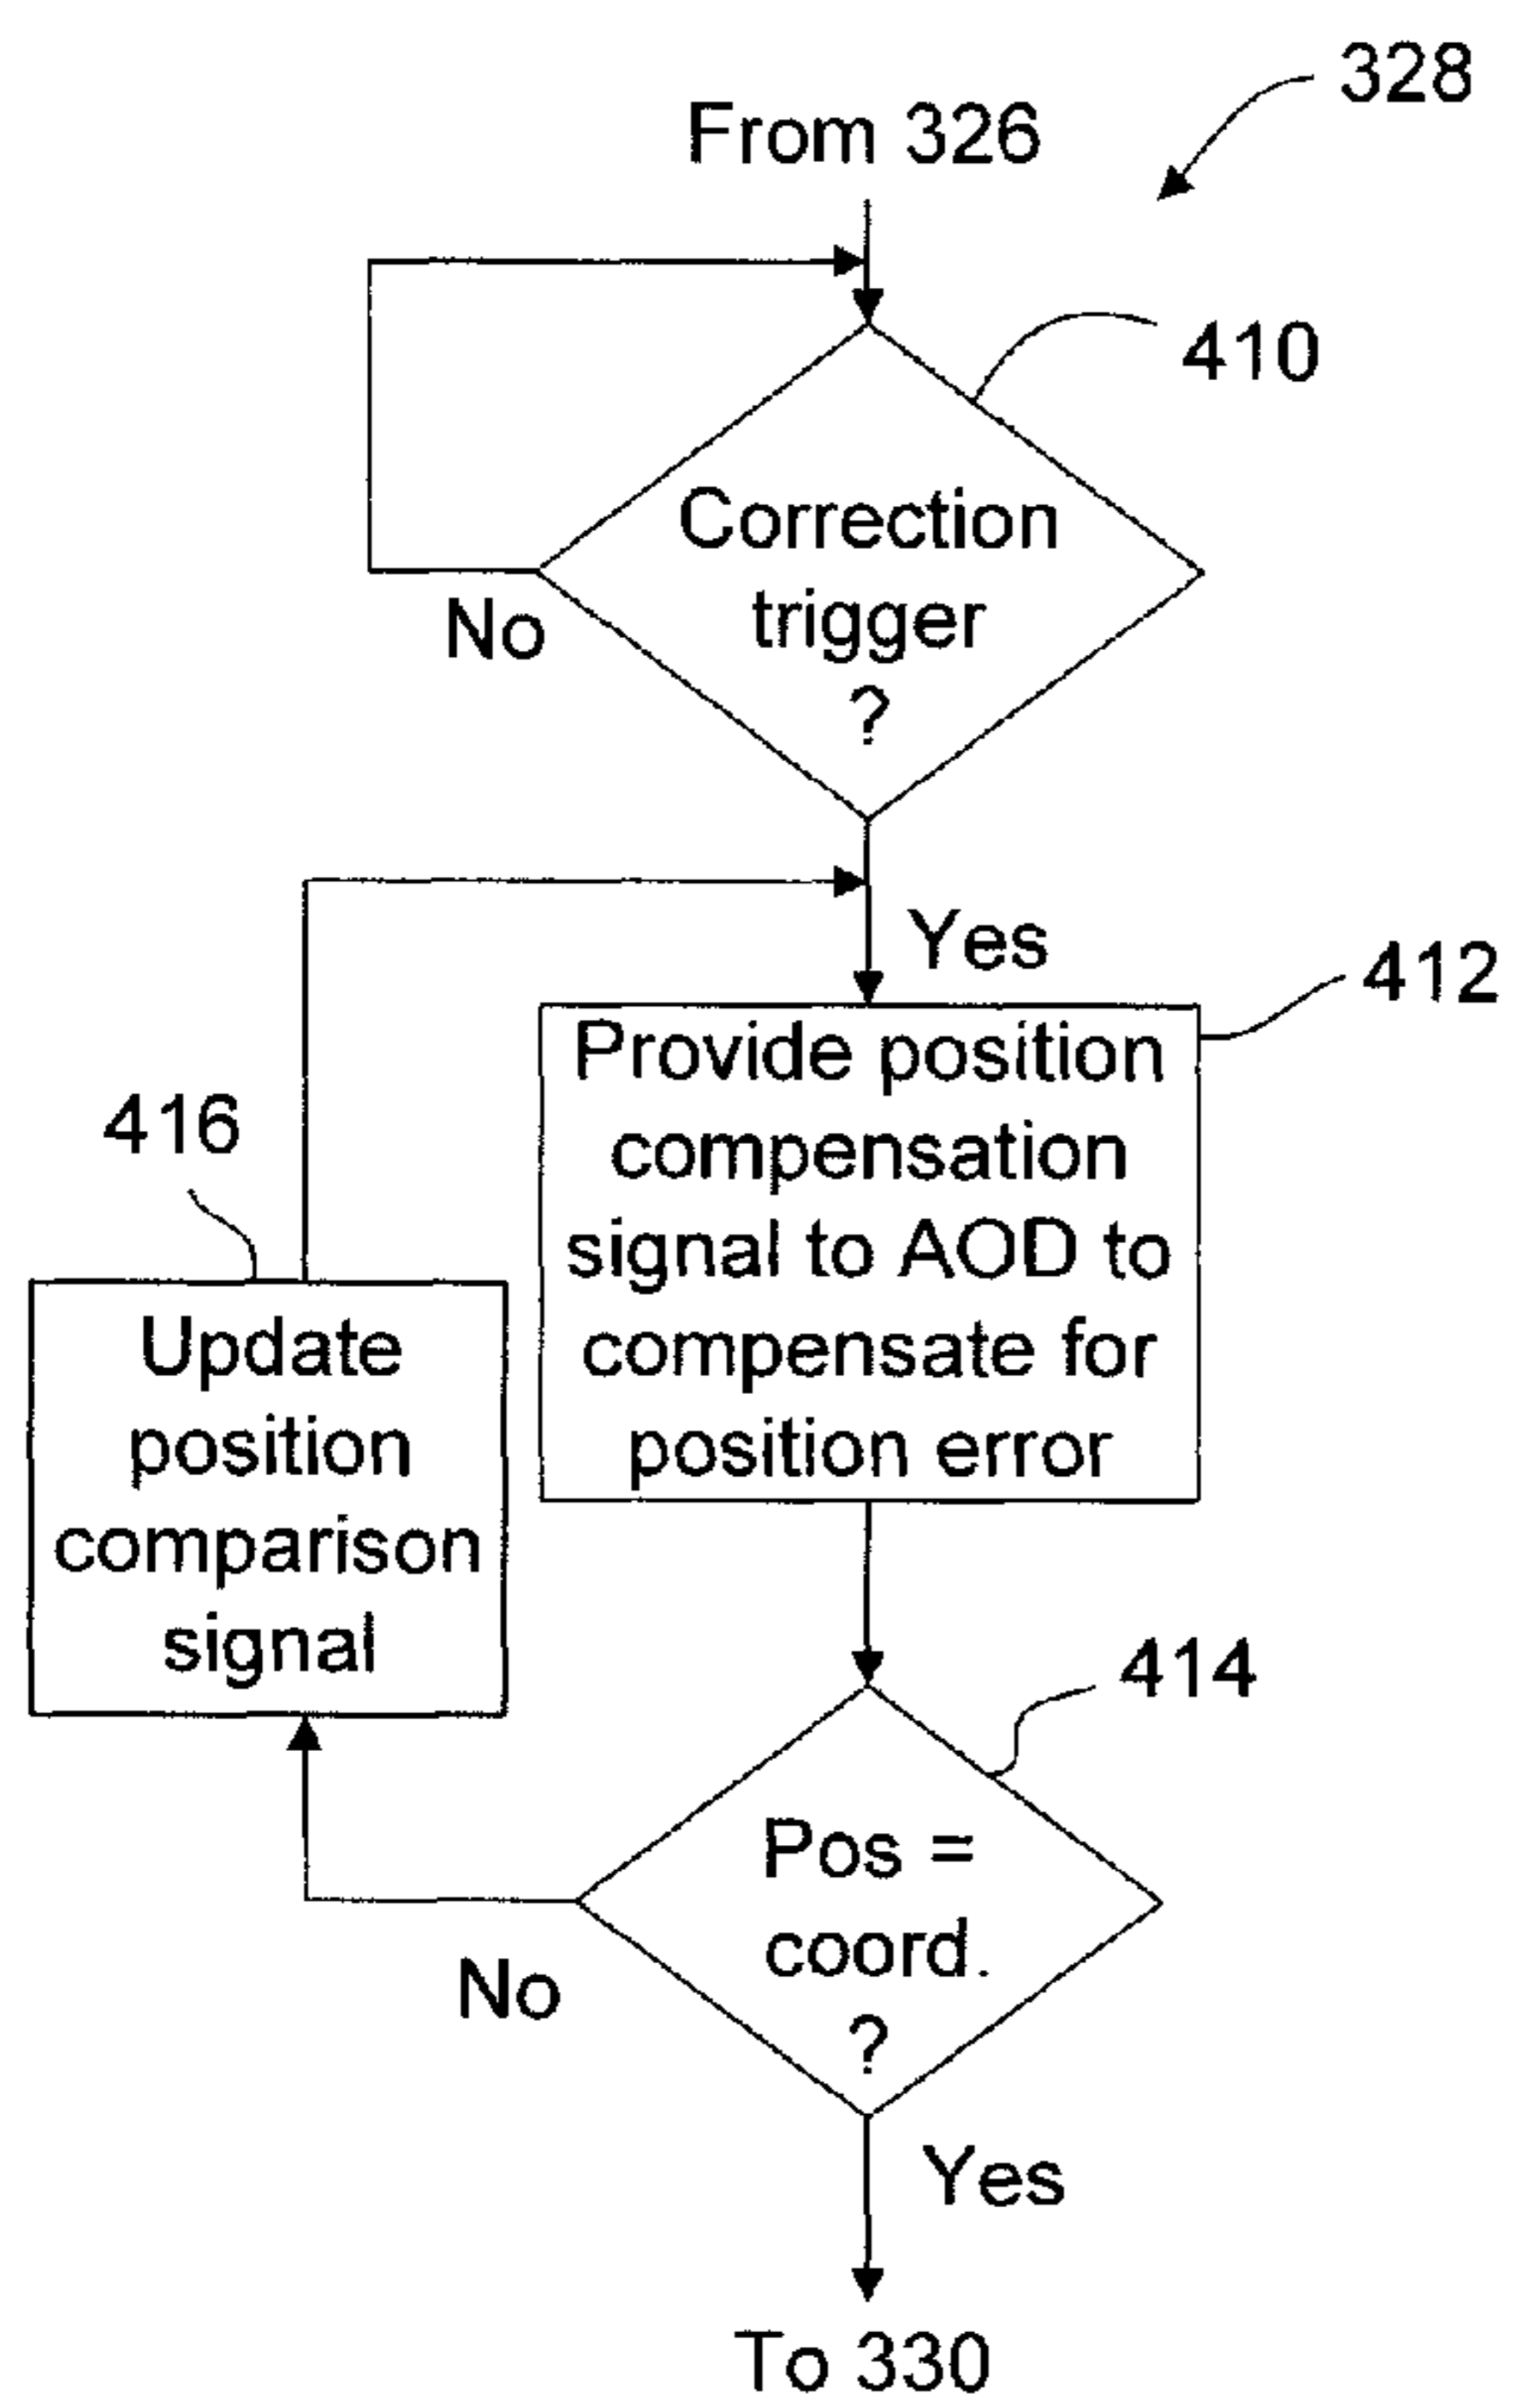 328
From 326
410
Correction
trigger
?
No
Yes
412
Provide position
compensation
signal to AOD to
compensate for
position error
416
Update
position
comparison
signal
414
Pos =
coord.
?
No
Yes
To 330